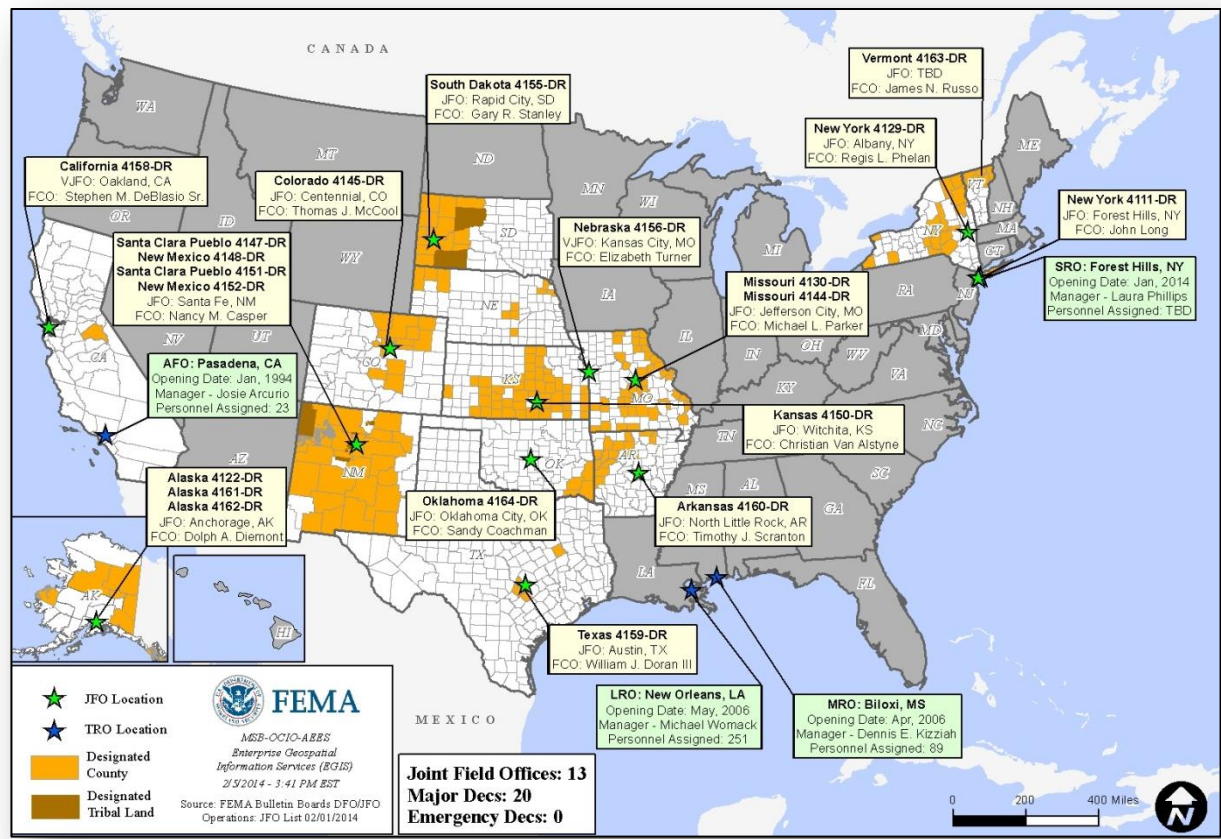 CANADA
Vermont 4163-DR
JFO: TBD
FCO: James N. Russo
South Dakota 4155-DR
JFO: Rapid City, SD
FCO: Gary R. Stanley
New York 4129-DR
JFO: Albany, NY
FCO: Regis L. Phelan
California 4158-DR
VJFO: Oakland, CA
FCO: Stephen M. DeBlasio Sr.
Colorado 4145-DR
JFO: Centennial, CO
FCO: Thomas J. McCool
New York 4111-DR
JFO: Forest Hills, NY
FCO: John Long
Nebraska 4156-DR
VJFO: Kansas City, MO
FCO: Elizabeth Turner
Santa Clara Pueblo 4147-DR
New Mexico 4148-DR
Santa Clara Pueblo 4151-DR
New Mexico 4152-DR
JFO: Santa Fe, NM
FCO: Nancy M. Casper
Missouri 4130-DR
Missouri 4144-DR
JFO: Jefferson City, MO
FCO: Michael L. Parker
SRO: Forest Hills, NY
Opening Date: Jan, 2014
Manager - Laura Phillips
Personnel Assigned: TBD
AFO: Pasadena, CA
Opening Date: Jan, 1994
Manager - Josie Arcurio
Personnel Assigned: 23
Kansas 4150-DR
JFO: Witchita, KS
FCO: Christian Van Alstyne
Alaska 4122-DR
Alaska 4161-DR
Alaska 4162-DR
JFO: Anchorage, AK
FCO: Dolph A. Diemont
Oklahoma 4164-DR
JFO: Oklahoma City, OK
FCO: Sandy Coachman
Arkansas 4160-DR
JFO: North Little Rock, AR
FCO: Timothy J. Scranton
Texas 4159-DR
JFO: Austin, TX
FCO: William J. Doran III
LRO: New Orleans, LA
Opening Date: May, 2006
Manager - Michael Womack
Personnel Assigned: 251
MRO: Biloxi, MS
Opening Date: Apr, 2006
Manager - Dennis E. Kizziah
Personnel Assigned: 89
WA
MT
ND
MN
ME
OR
ID
WY
SD
WI
MI
VT
NH
NY
MA
CT
NV
UT
NE
IA
PA
NJ
CA
CO
KS
MO
IL
IN
OH
WV
MD
VA
KY
AZ
NM
OK
AR
TN
NC
SC
MS
AL
GA
TX
LA
FL
AK
HI
MEXICO
JFO Location
TRO Location
Designated
County
Designated
Tribal Land
FEMA
MSB-OCIO-AEES
Enterprise Geospatial
Information Services (EGIS)
2/5/2014 - 3:41 PM EST
Source: FEMA Bulletin Boards DFO/JFO
Operations: JFO List 02/01/2014
Joint Field Offices: 13
Major Decs: 20
Emergency Decs: 0
0 200 400 Miles
N